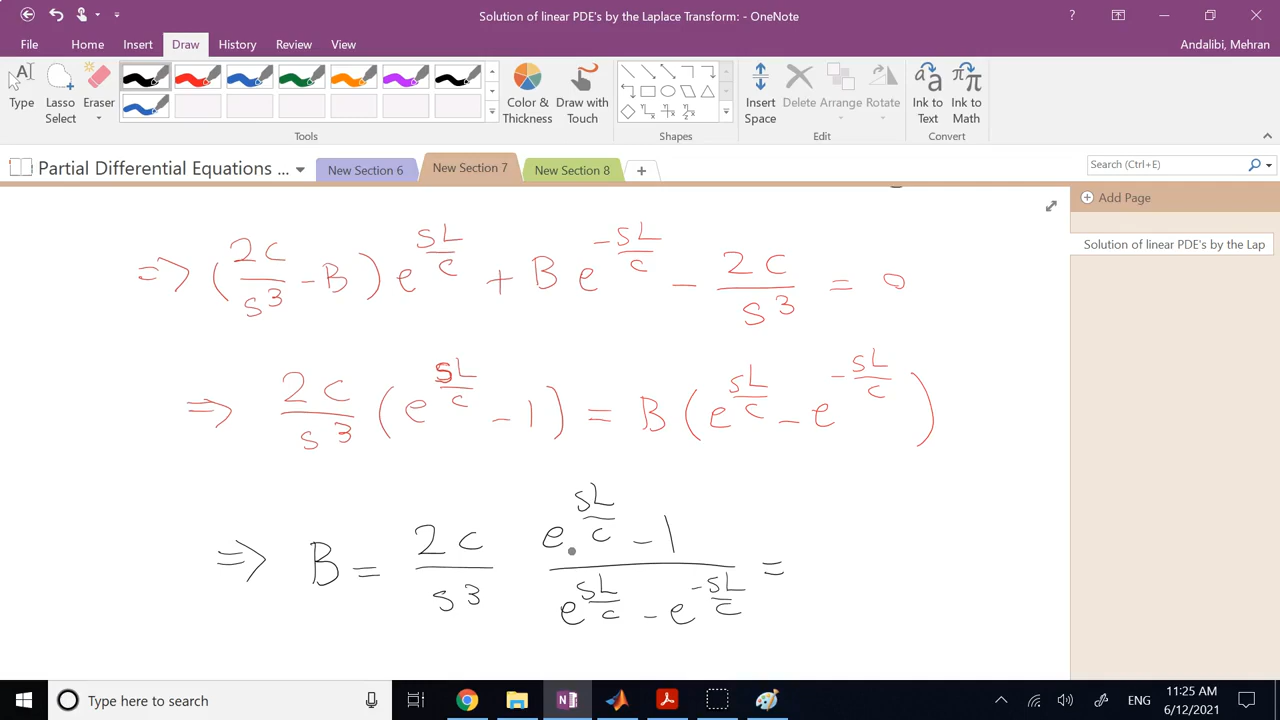 Solution of linear PDE's by the Laplace Transform: - OneNote
?
Andalibi, Mehran
File Home Insert Draw History Review View
Type
Lasso Select
Eraser
Color & Thickness
Draw with Touch
Insert Space
Delete
Arrange
Rotate
Ink to Text
Ink to Math
Tools
Shapes
Edit
Convert
Partial Differential Equations ...
New Section 6
New Section 7
New Section 8
+
Search (Ctrl+E)
Add Page
Solution of linear PDE's by the Lap
=> (2c/s³ - B) e^(sL/c) + B e^(-sL/c) - 2c/s³ = 0
=> 2c/s³ (e^(sL/c) - 1) = B (e^(sL/c) - e^(-sL/c))
=> B = 2c/s³ (e^(sL/c) - 1)/(e^(sL/c) - e^(-sL/c)) =
Type here to search
ENG
11:25 AM
6/12/2021